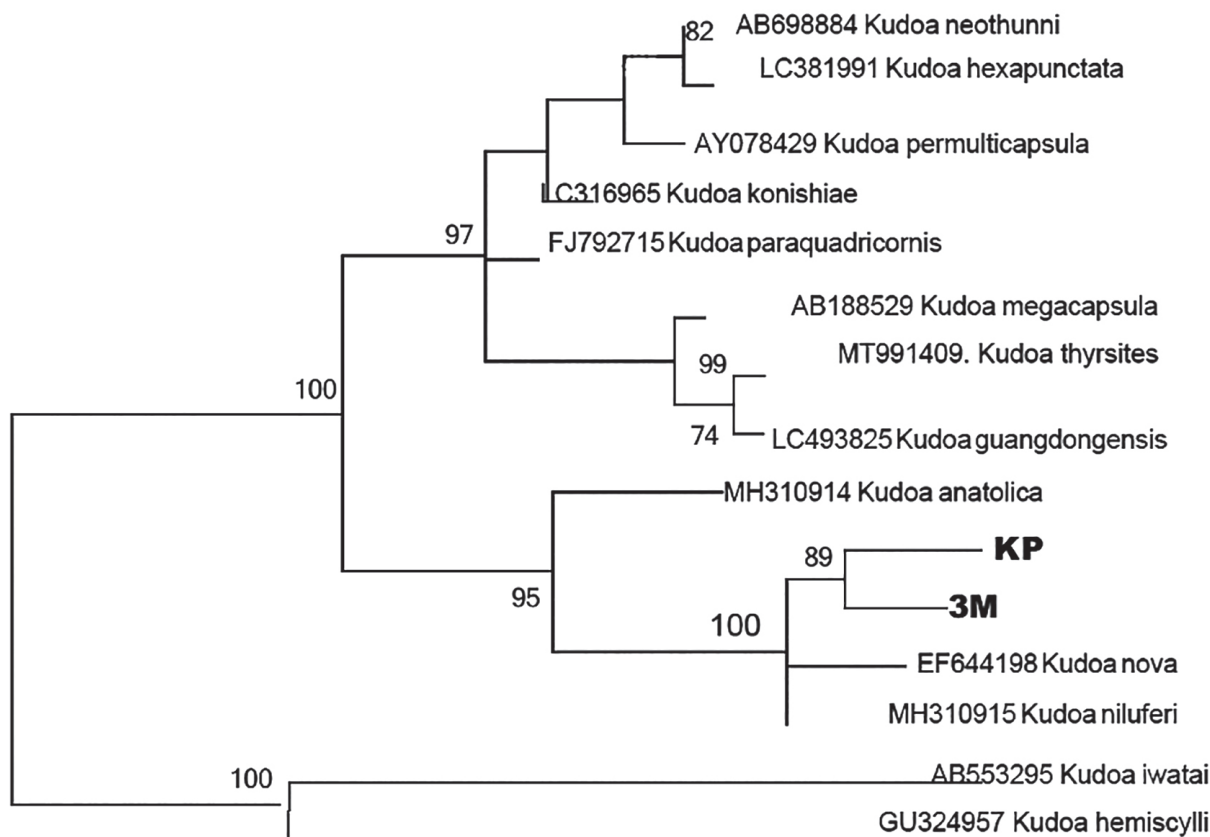 82 AB698884 Kudoa neothunni
LC381991 Kudoa hexapunctata
AY078429 Kudoa permulticapsula
LC316965 Kudoa konishiae
97
FJ792715 Kudoa paraquadricornis
AB188529 Kudoa megacapsula
MT991409. Kudoa thyrsites
99
100
74
LC493825 Kudoa guangdongensis
MH310914 Kudoa anatolica
KP
89
95
3M
100
EF644198 Kudoa nova
MH310915 Kudoa niluferi
100
AB553295 Kudoa iwatai
GU324957 Kudoa hemiscylli